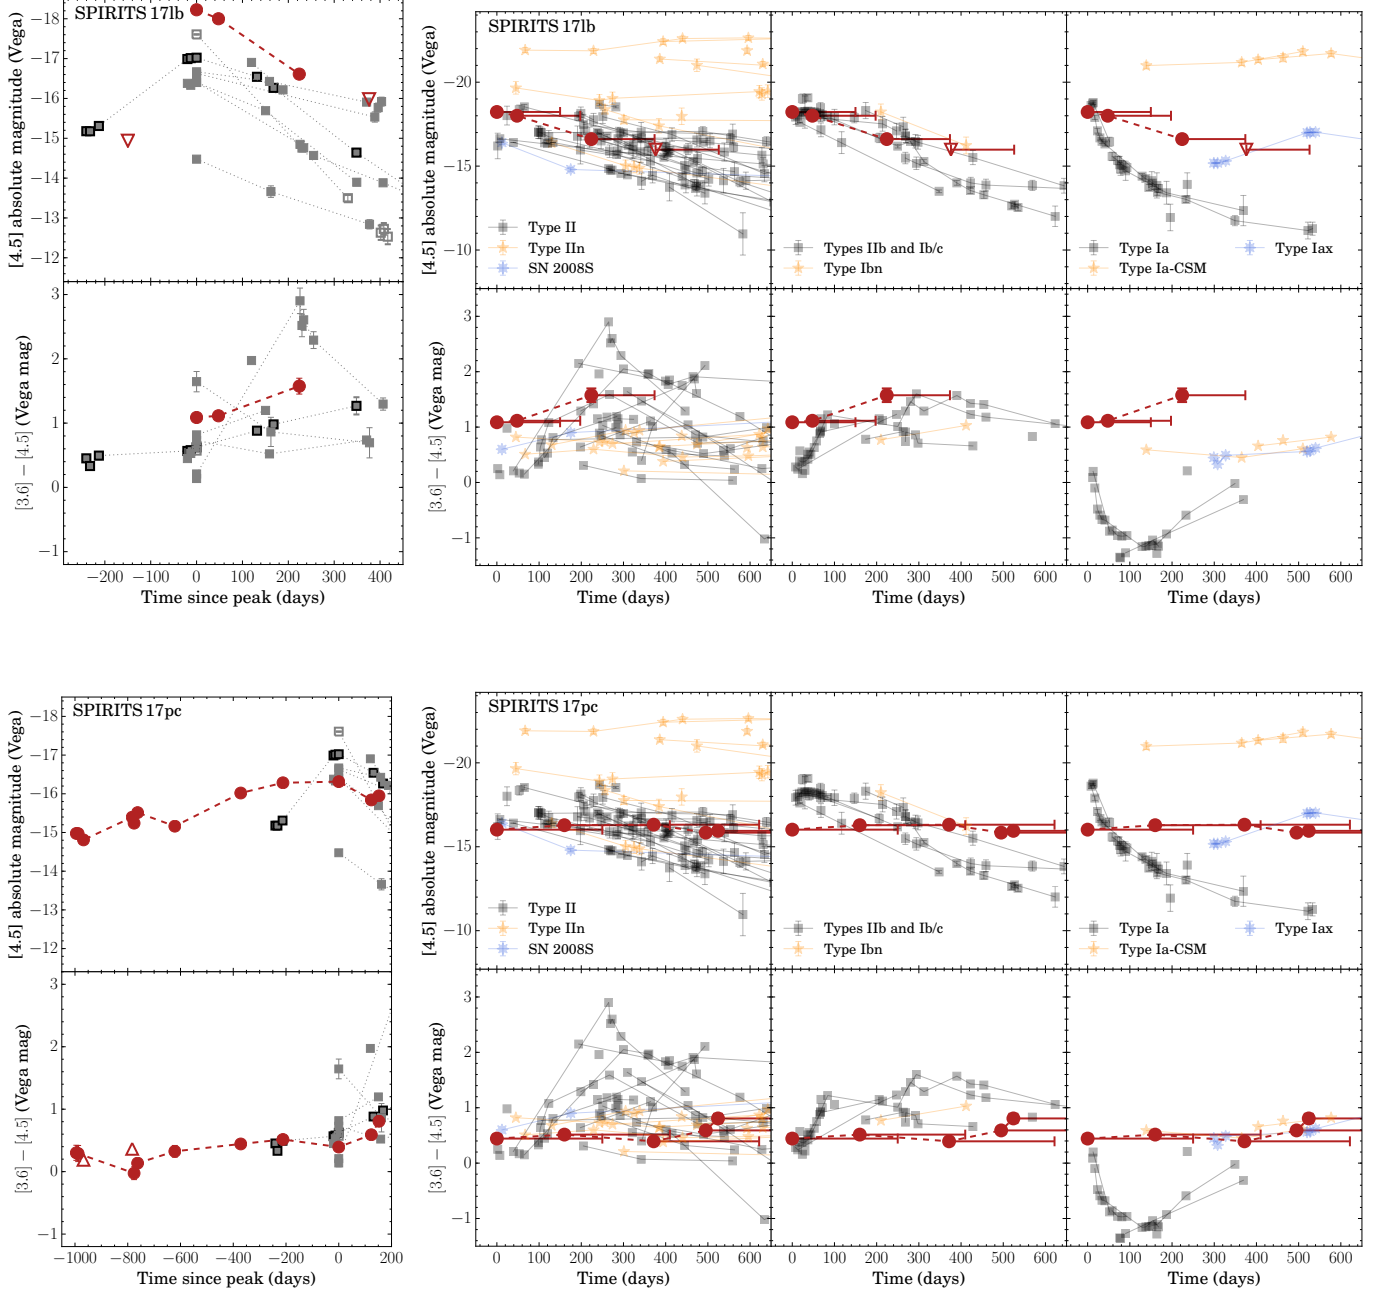 SPIRITS 17lb
[4.5] absolute magnitude (Vega)
−18
−17
−16
−15
−14
−13
−12
[3.6] − [4.5] (Vega mag)
3
2
1
0
−1
−200 −100 0 100 200 300 400
Time since peak (days)
SPIRITS 17lb
[4.5] absolute magnitude (Vega)
−20
−15
−10
Type II
Type IIn
SN 2008S
Types IIb and Ib/c
Type Ibn
Type Ia
Type Iax
Type Ia-CSM
[3.6] − [4.5] (Vega mag)
3
2
1
0
−1
0 100 200 300 400 500 600
0 100 200 300 400 500 600
0 100 200 300 400 500 600
Time (days)
Time (days)
Time (days)
SPIRITS 17pc
[4.5] absolute magnitude (Vega)
−18
−17
−16
−15
−14
−13
−12
[3.6] − [4.5] (Vega mag)
3
2
1
0
−1
−1000 −800 −600 −400 −200 0 200
Time since peak (days)
SPIRITS 17pc
[4.5] absolute magnitude (Vega)
−20
−15
−10
Type II
Type IIn
SN 2008S
Types IIb and Ib/c
Type Ibn
Type Ia
Type Iax
Type Ia-CSM
[3.6] − [4.5] (Vega mag)
3
2
1
0
−1
0 100 200 300 400 500 600
0 100 200 300 400 500 600
0 100 200 300 400 500 600
Time (days)
Time (days)
Time (days)